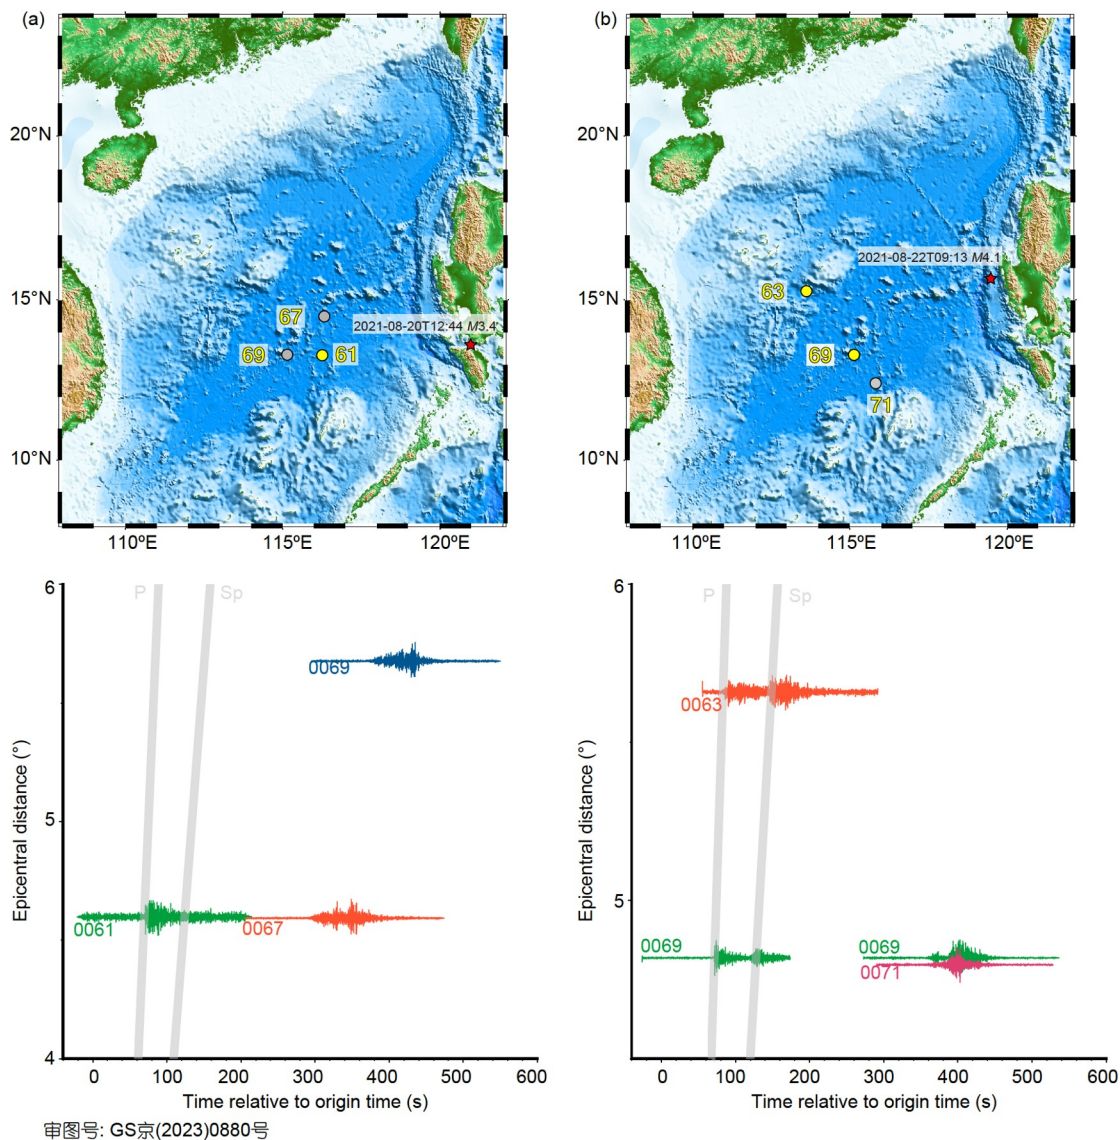 (a)
(b)
20°N
15°N
10°N
110°E
115°E
120°E
67
69
61
2021-08-20T12:44 M3.4
20°N
15°N
10°N
110°E
115°E
120°E
2021-08-22T09:13 M4.1
63
69
71
6
5
4
Epicentral distance (°)
P
Sp
0069
0061
0067
0
100
200
300
400
500
600
Time relative to origin time (s)
6
5
Epicentral distance (°)
P
Sp
0063
0069
0069
0071
0
100
200
300
400
500
600
Time relative to origin time (s)
审图号: GS京(2023)0880号